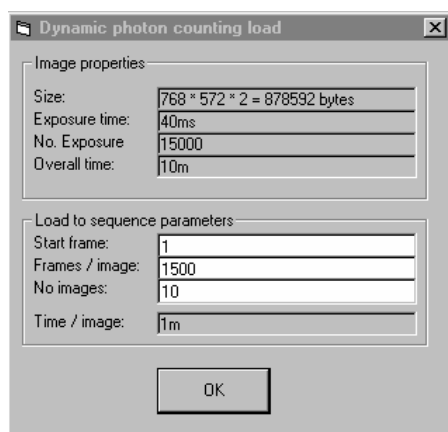 Dynamic photon counting load
Image properties
Size: 768 * 572 * 2 = 878592 bytes
Exposure time: 40ms
No. Exposure 15000
Overall time: 10m
Load to sequence parameters
Start frame: 1
Frames / image: 1500
No images: 10
Time / image: 1m
OK